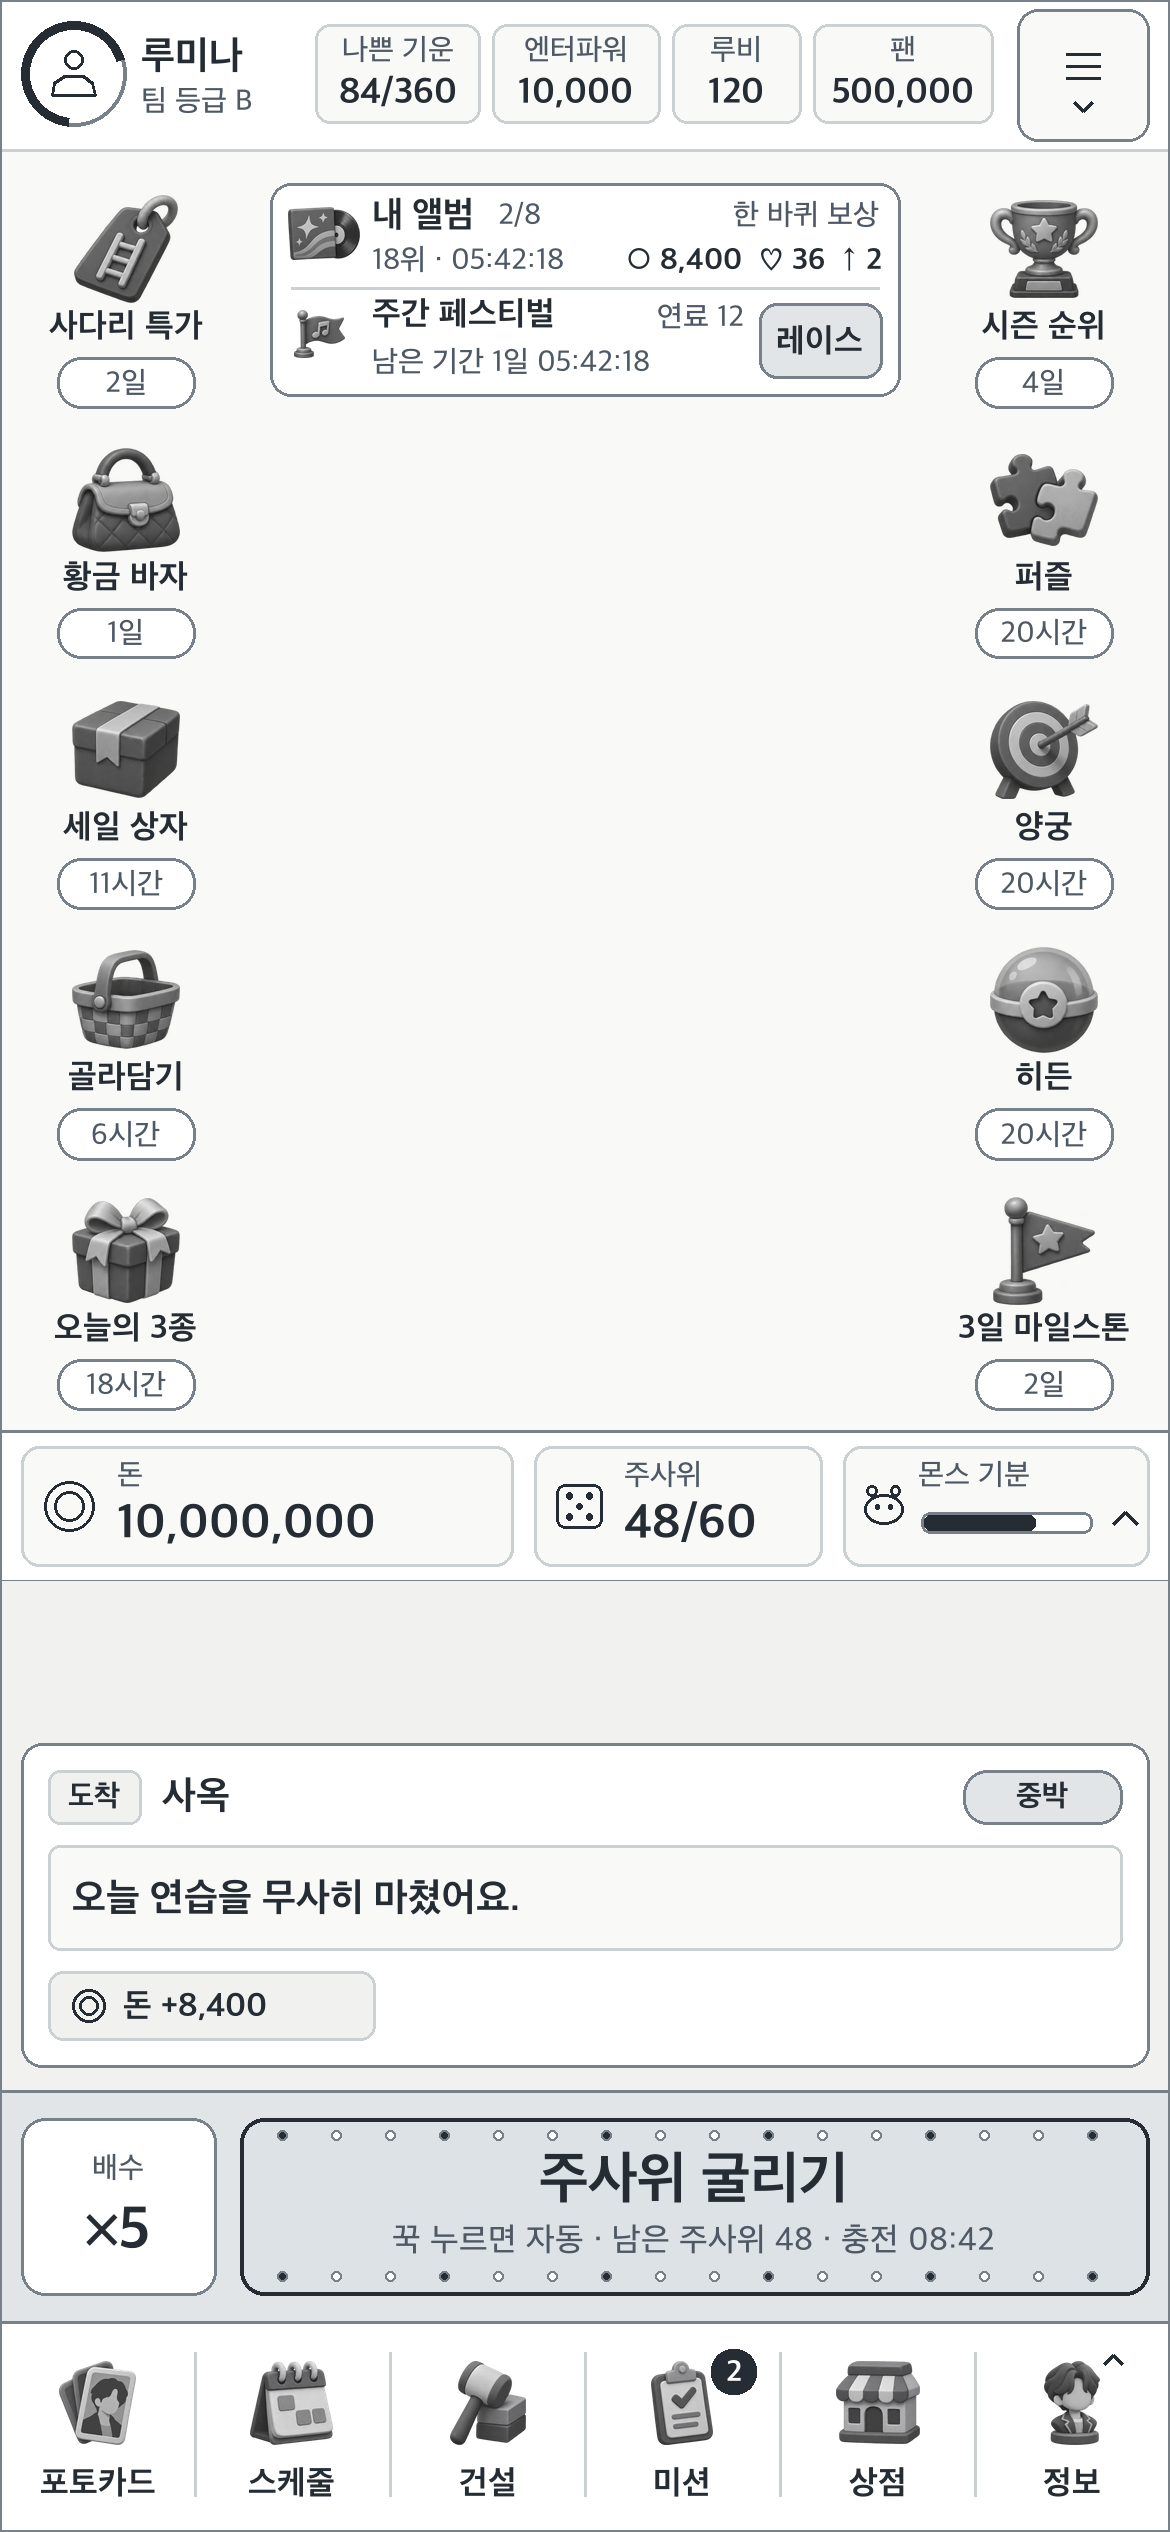 루미나
팀 등급 B
나쁜 기운
84/360
엔터파워
10,000
루비
120
팬
500,000
내 앨범 2/8 한 바퀴 보상
18위 · 05:42:18 ○ 8,400 ♡ 36 ↑ 2
주간 페스티벌 연료 12
남은 기간 1일 05:42:18
레이스
사다리 특가
2일
황금 바자
1일
세일 상자
11시간
골라담기
6시간
오늘의 3종
18시간
시즌 순위
4일
퍼즐
20시간
양궁
20시간
히든
20시간
3일 마일스톤
2일
돈
10,000,000
주사위
48/60
몬스 기분
도착 사옥 중박
오늘 연습을 무사히 마쳤어요.
돈 +8,400
배수
×5
주사위 굴리기
꾹 누르면 자동 · 남은 주사위 48 · 충전 08:42
포토카드
스케줄
건설
2
미션
상점
정보